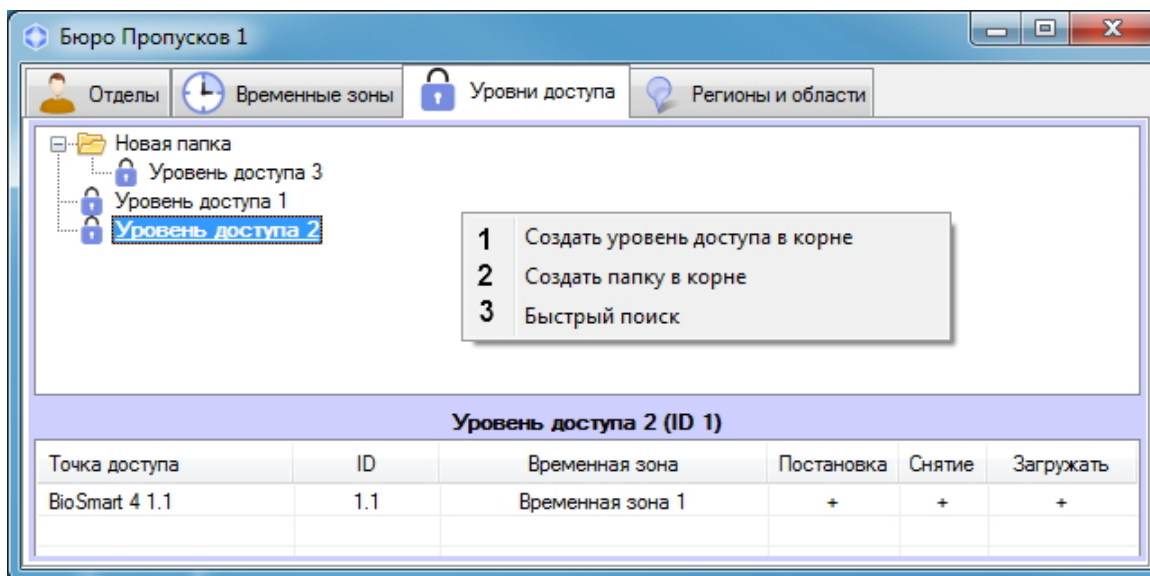 Бюро Пропусков 1
Отделы Временные зоны Уровни доступа Регионы и области
Новая папка
Уровень доступа 3
Уровень доступа 1
Уровень доступа 2
1 Создать уровень доступа в корне
2 Создать папку в корне
3 Быстрый поиск
Уровень доступа 2 (ID 1)
Точка доступа ID Временная зона Постановка Снятие Загружать
BioSmart 4 1.1 1.1 Временная зона 1 + + +